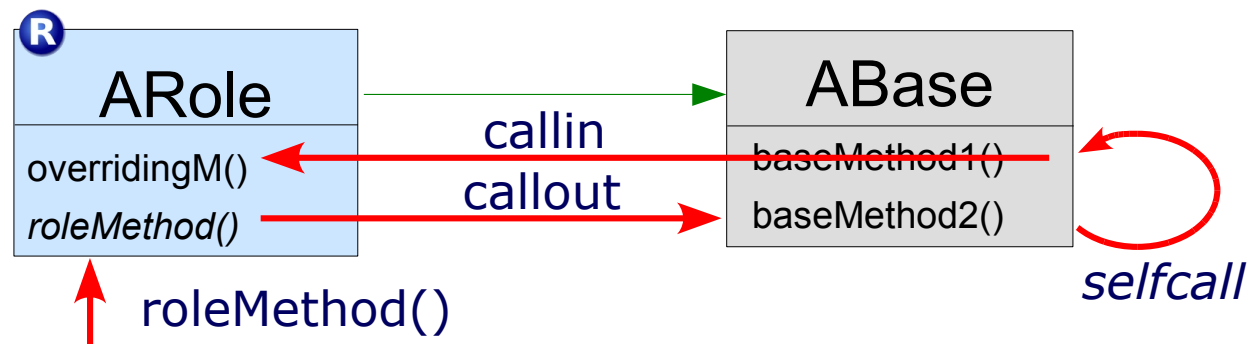 R
ARole
ABase
callin
overridingM()
baseMethod1()
callout
roleMethod()
baseMethod2()
selfcall
roleMethod()